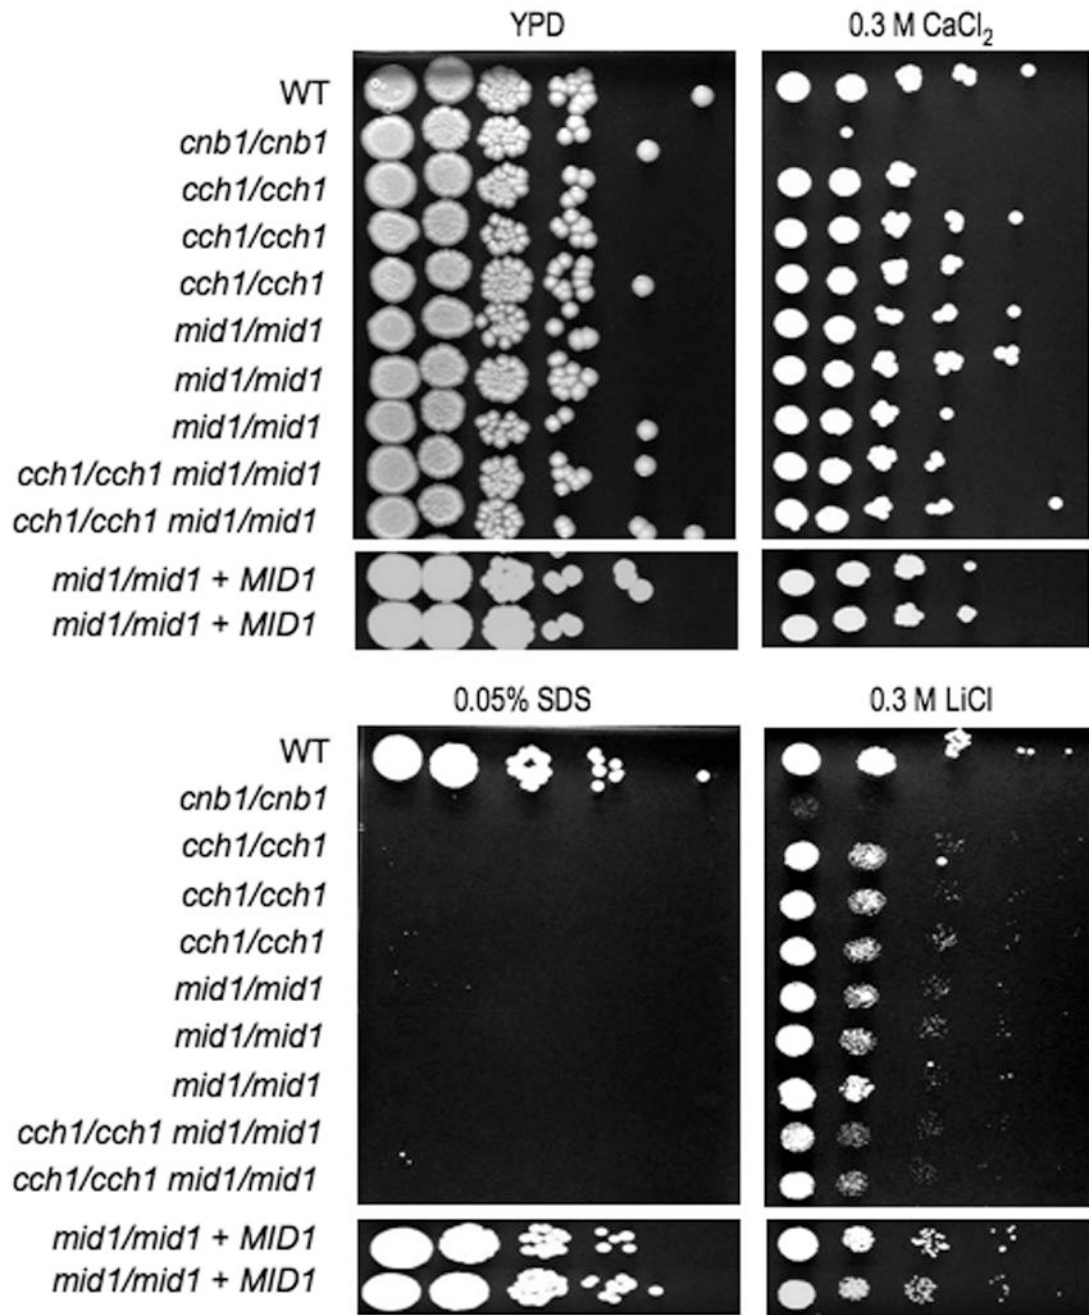 YPD
0.3 M CaCl₂
WT
cnb1/cnb1
cch1/cch1
cch1/cch1
cch1/cch1
mid1/mid1
mid1/mid1
mid1/mid1
cch1/cch1 mid1/mid1
cch1/cch1 mid1/mid1
mid1/mid1 + MID1
mid1/mid1 + MID1
0.05% SDS
0.3 M LiCl
WT
cnb1/cnb1
cch1/cch1
cch1/cch1
cch1/cch1
mid1/mid1
mid1/mid1
mid1/mid1
cch1/cch1 mid1/mid1
cch1/cch1 mid1/mid1
mid1/mid1 + MID1
mid1/mid1 + MID1